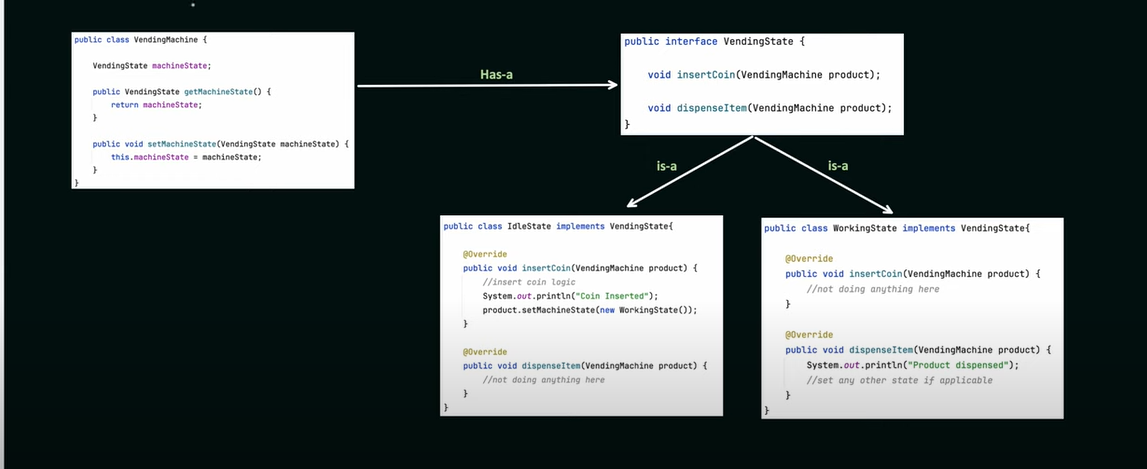 public class VendingMachine {
VendingState machineState;
public VendingState getMachineState() {
return machineState;
}
public void setMachineState(VendingState machineState) {
this.machineState = machineState;
}
}
Has-a
public interface VendingState {
void insertCoin(VendingMachine product);
void dispenseItem(VendingMachine product);
}
is-a
is-a
public class IdleState implements VendingState{
@Override
public void insertCoin(VendingMachine product) {
//insert coin logic
System.out.println("Coin Inserted");
product.setMachineState(new WorkingState());
}
@Override
public void dispenseItem(VendingMachine product) {
//not doing anything here
}
}
public class WorkingState implements VendingState{
@Override
public void insertCoin(VendingMachine product) {
//not doing anything here
}
@Override
public void dispenseItem(VendingMachine product) {
System.out.println("Product dispensed");
//set any other state if applicable
}
}